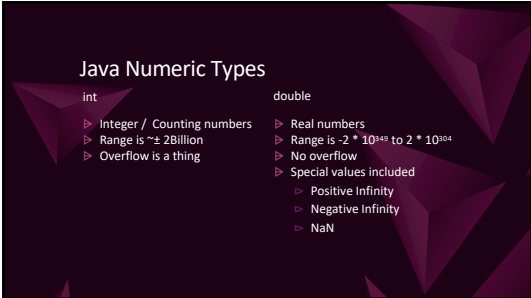 Java Numeric Types
int
Integer / Counting numbers
Range is ~± 2Billion
Overflow is a thing
double
Real numbers
Range is -2 * 10³⁴⁹ to 2 * 10³⁰⁴
No overflow
Special values included
Positive Infinity
Negative Infinity
NaN